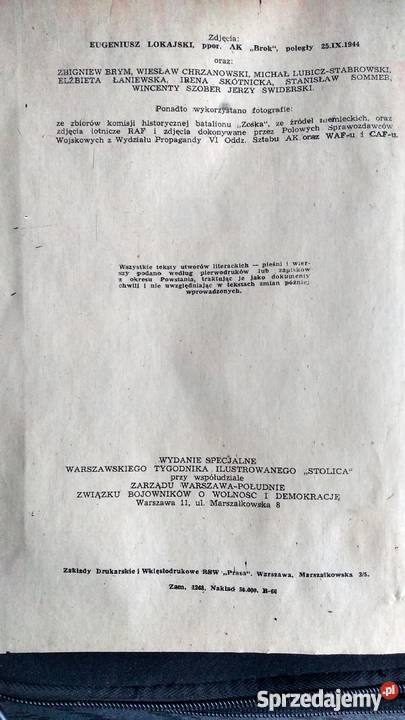 Zdjęcia:
EUGENIUSZ LOKAJSKI, ppor. AK „Brok", poległy 25.IX.1944
oraz:
ZBIGNIEW BRYM, WIESŁAW CHRZANOWSKI, MICHAŁ LUBICZ-STABROWSKI,
ELŻBIETA ŁANIEWSKA, IRENA SKÓTNICKA, STANISŁAW SOMMER,
WINCENTY SZOBER JERZY ŚWIDERSKI.
Ponadto wykorzystano fotografie:
ze zbiorów komisji historycznej batalionu „Zośka", ze źródeł niemieckich, oraz
zdjęcia lotnicze RAF i zdjęcia dokonywane przez Polowych Sprawozdawców
Wojskowych z Wydziału Propagandy VI Oddz. Sztabu AK oraz WAF-u i CAF-u.
Wszystkie teksty utworów literackich — pieśni i wier-
szy podano według pierwodruków lub zapisków
z okresu Powstania, traktując je jako dokumenty
chwili i nie uwzględniając w tekstach zmian później
wprowadzonych.
WYDANIE SPECJALNE
WARSZAWSKIEGO TYGODNIKA ILUSTROWANEGO „STOLICA"
przy współudziale
ZARZĄDU WARSZAWA-POŁUDNIE
ZWIĄZKU BOJOWNIKÓW O WOLNOŚĆ I DEMOKRACJĘ
Warszawa 11, ul. Marszałkowska 8
Zakłady Drukarskie i Wklęsłodrukowe RSW „Prasa", Warszawa, Marszałkowska 3/5.
Zam. Nakład B-64
Sprzedajemy.pl